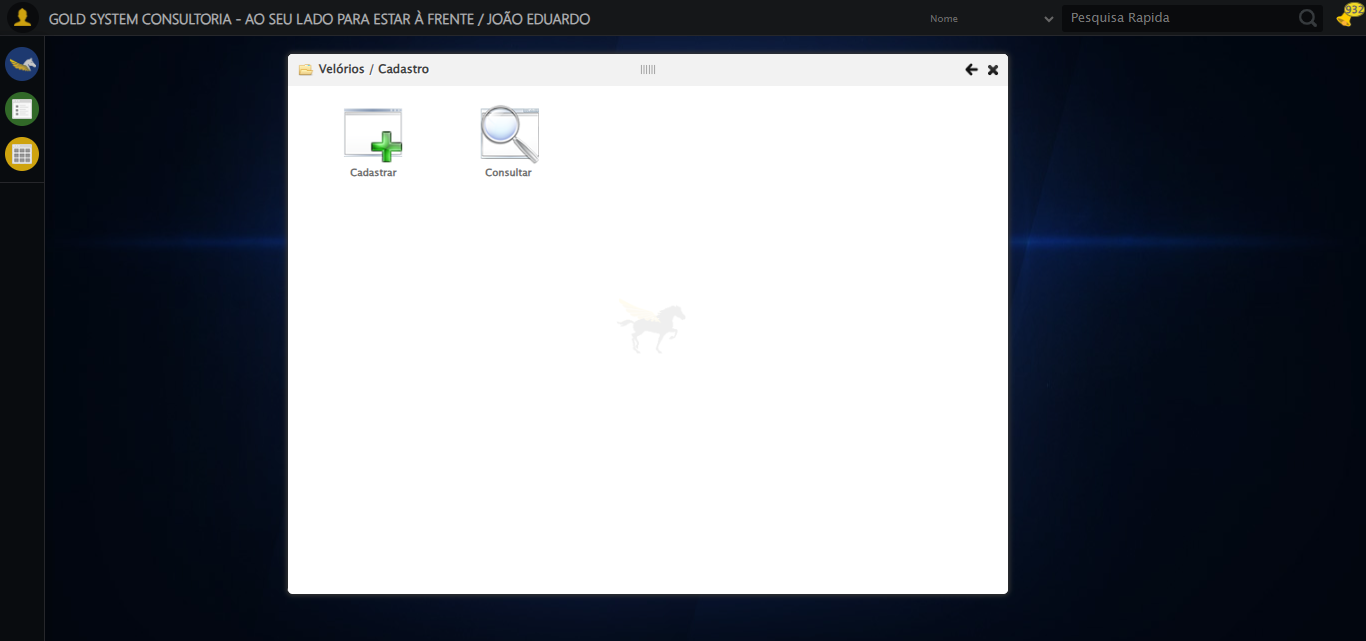 GOLD SYSTEM CONSULTORIA - AO SEU LADO PARA ESTAR À FRENTE / JOÃO EDUARDO
Nome
Pesquisa Rapida
932
Velórios / Cadastro
Cadastrar
Consultar